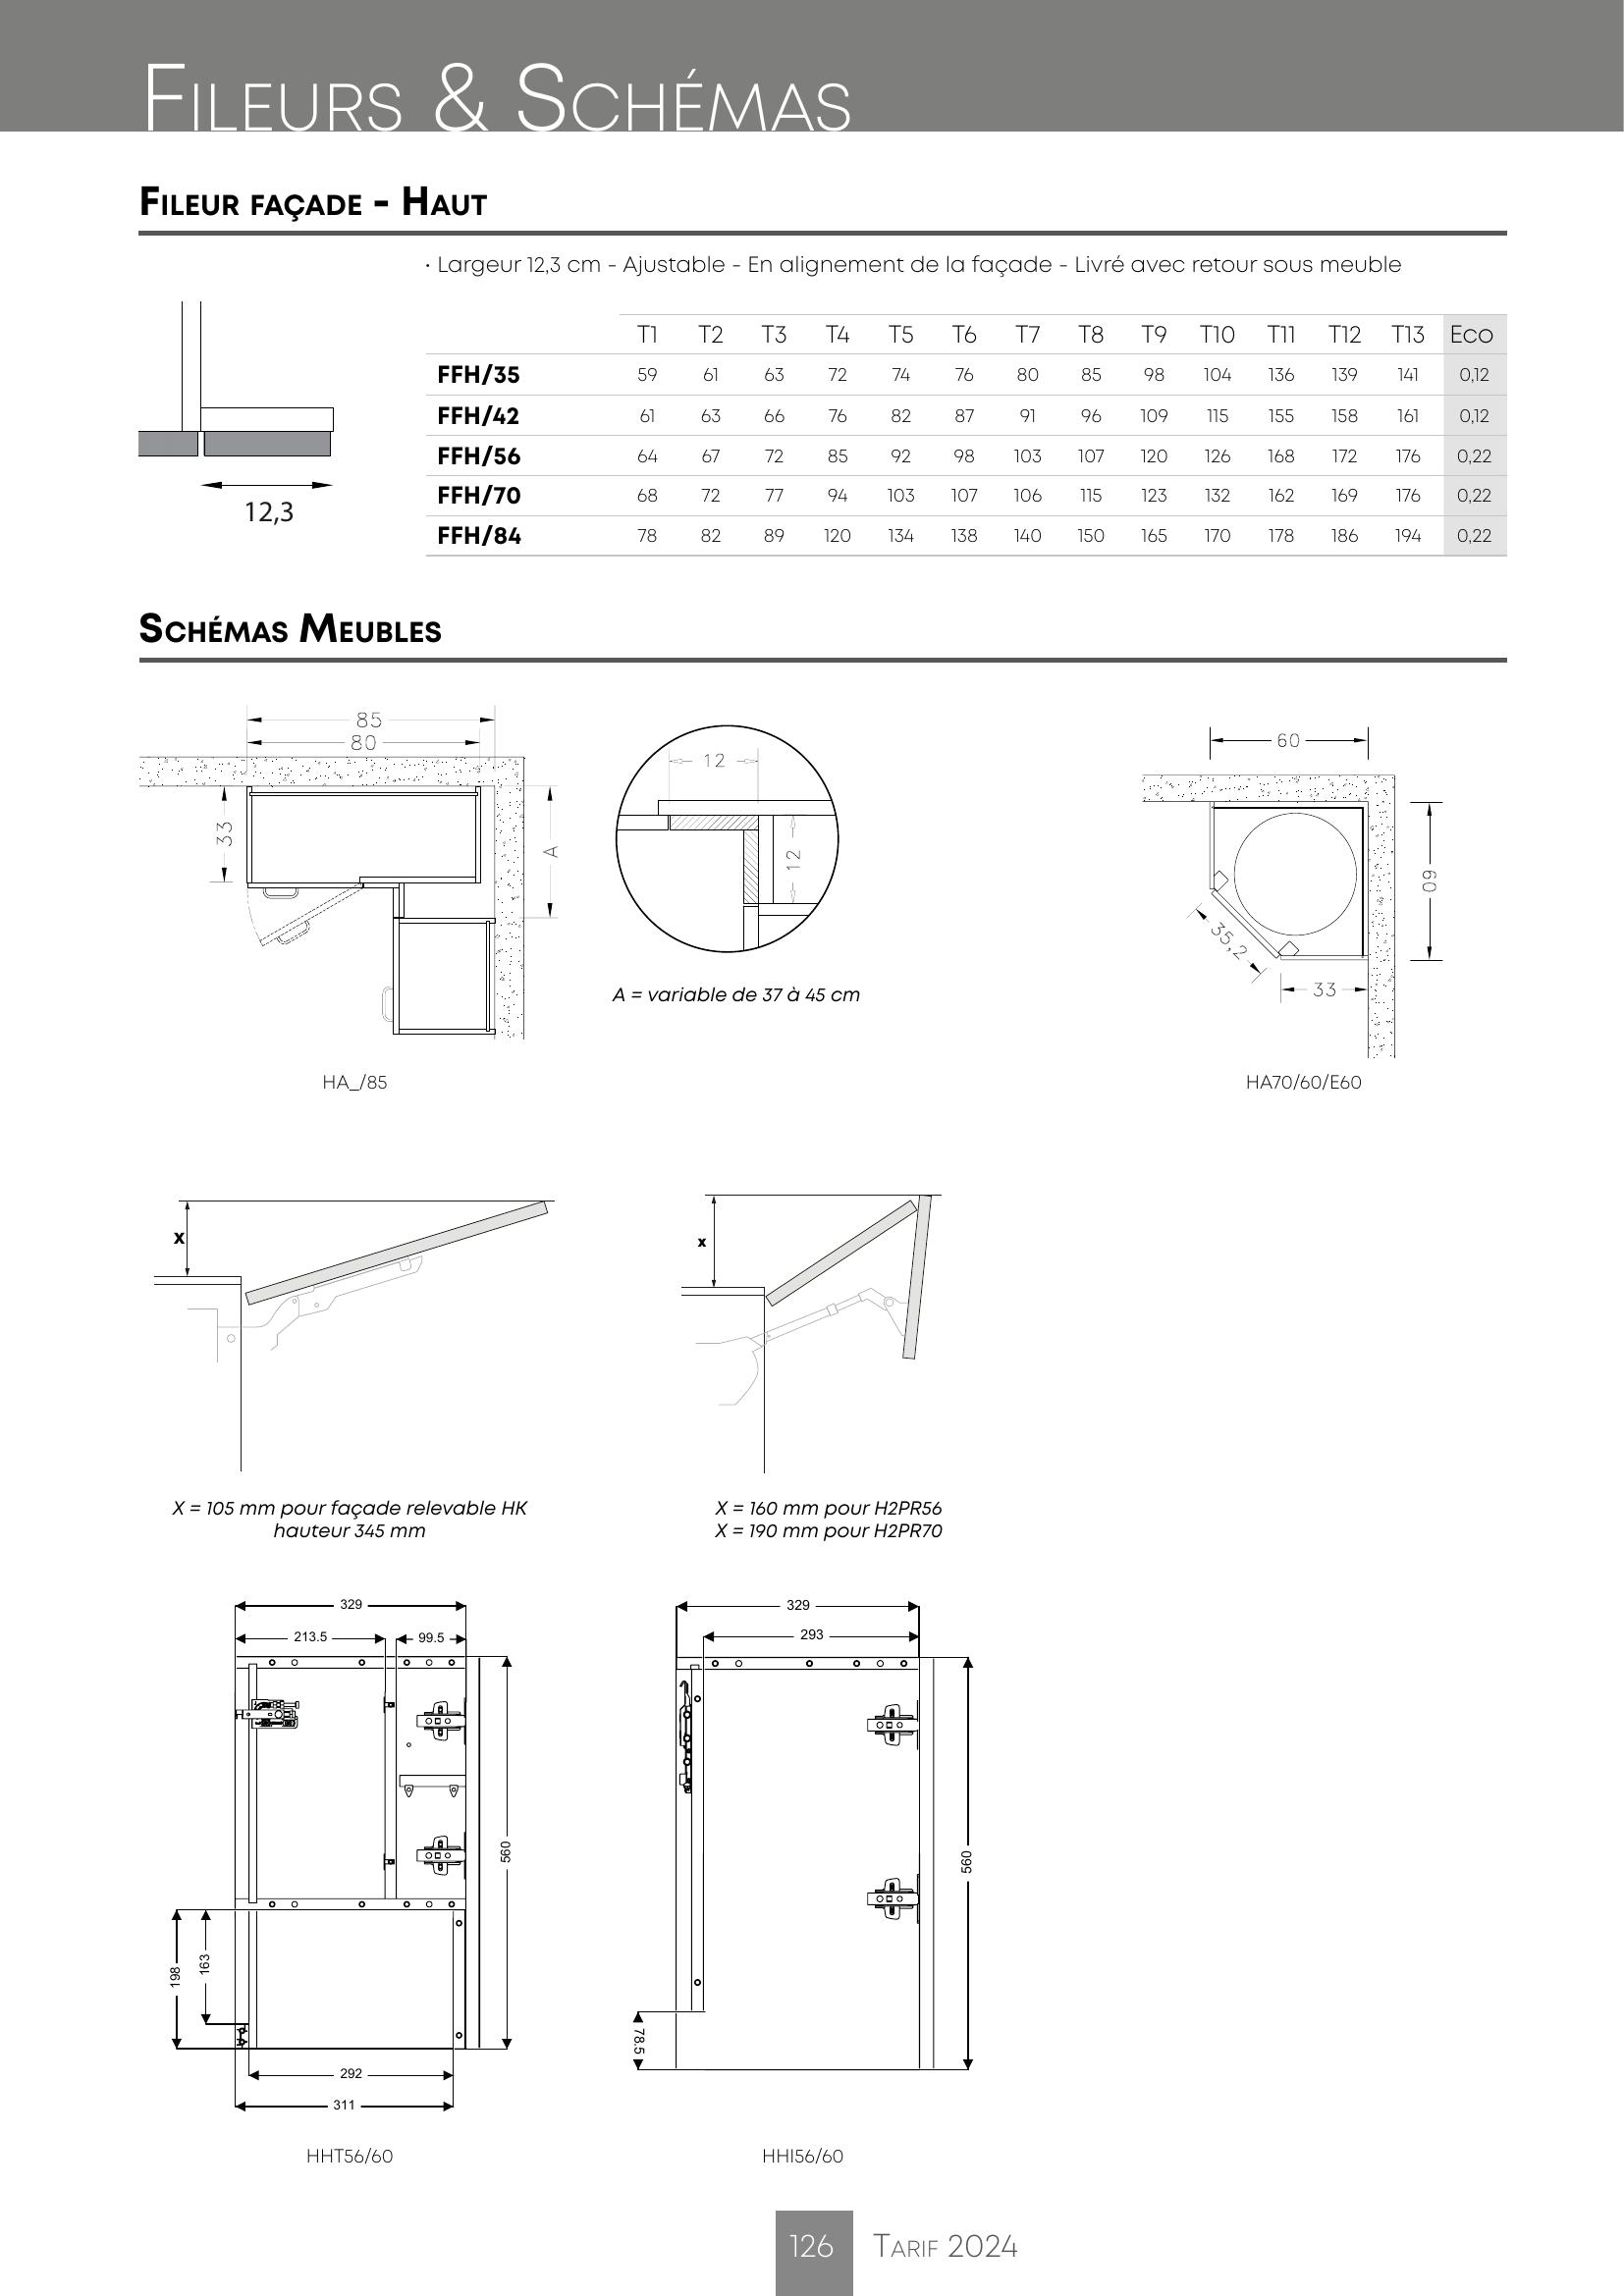 FILEURS & SCHÉMAS
FILEUR FAÇADE - HAUT
· Largeur 12,3 cm - Ajustable - En alignement de la façade - Livré avec retour sous meuble
T1 T2 T3 T4 T5 T6 T7 T8 T9 T10 T11 T12 T13 Eco
FFH/35 59 61 63 72 74 76 80 85 98 104 136 139 141 0,12
FFH/42 61 63 66 76 82 87 91 96 109 115 155 158 161 0,12
FFH/56 64 67 72 85 92 98 103 107 120 126 168 172 176 0,22
FFH/70 68 72 77 94 103 107 106 115 123 132 162 169 176 0,22
FFH/84 78 82 89 120 134 138 140 150 165 170 178 186 194 0,22
12,3
SCHÉMAS MEUBLES
85
80
33
A
12
12
A = variable de 37 à 45 cm
HA_/85
60
60
35,2
33
HA70/60/E60
x
X = 105 mm pour façade relevable HK
hauteur 345 mm
x
X = 160 mm pour H2PR56
X = 190 mm pour H2PR70
329
213.5 99.5
560
198
163
292
311
HHT56/60
329
293
560
78.5
HHI56/60
126 TARIF 2024